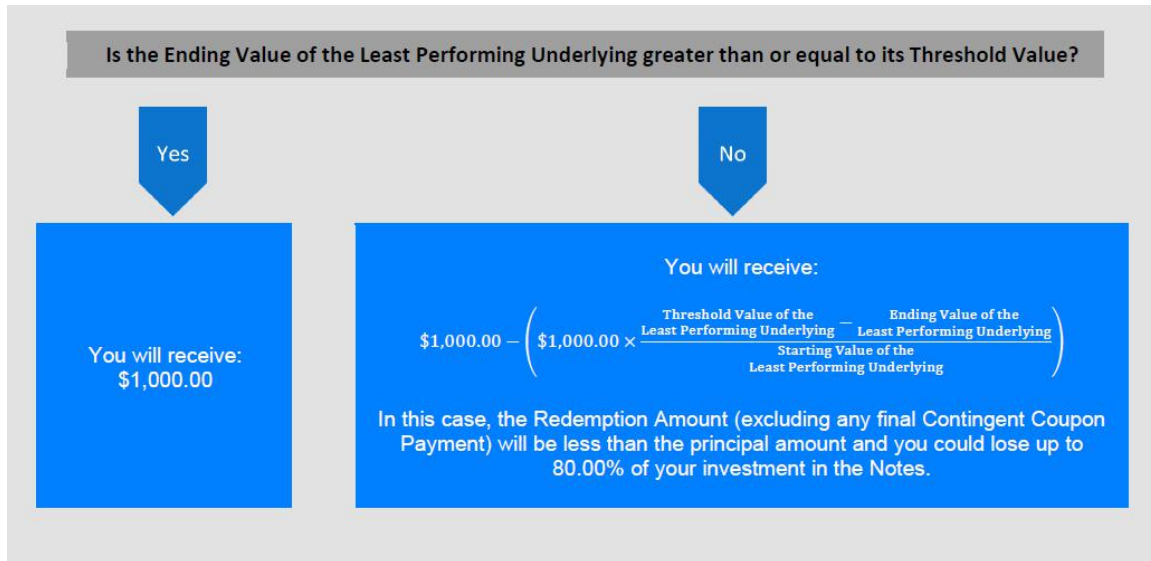 Is the Ending Value of the Least Performing Underlying greater than or equal to its Threshold Value?
Yes
No
You will receive:
$1,000.00
You will receive:
$1,000.00 − ($1,000.00 × (Threshold Value of the Least Performing Underlying − Ending Value of the Least Performing Underlying) / Starting Value of the Least Performing Underlying)
In this case, the Redemption Amount (excluding any final Contingent Coupon
Payment) will be less than the principal amount and you could lose up to
80.00% of your investment in the Notes.